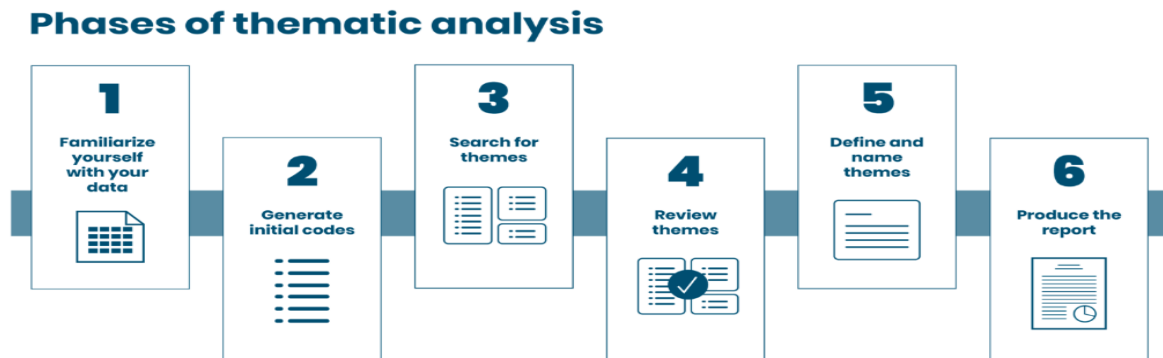 Phases of thematic analysis
1
Familiarize
yourself
with your
data
2
Generate
initial codes
3
Search for
themes
4
Review
themes
5
Define and
name
themes
6
Produce the
report